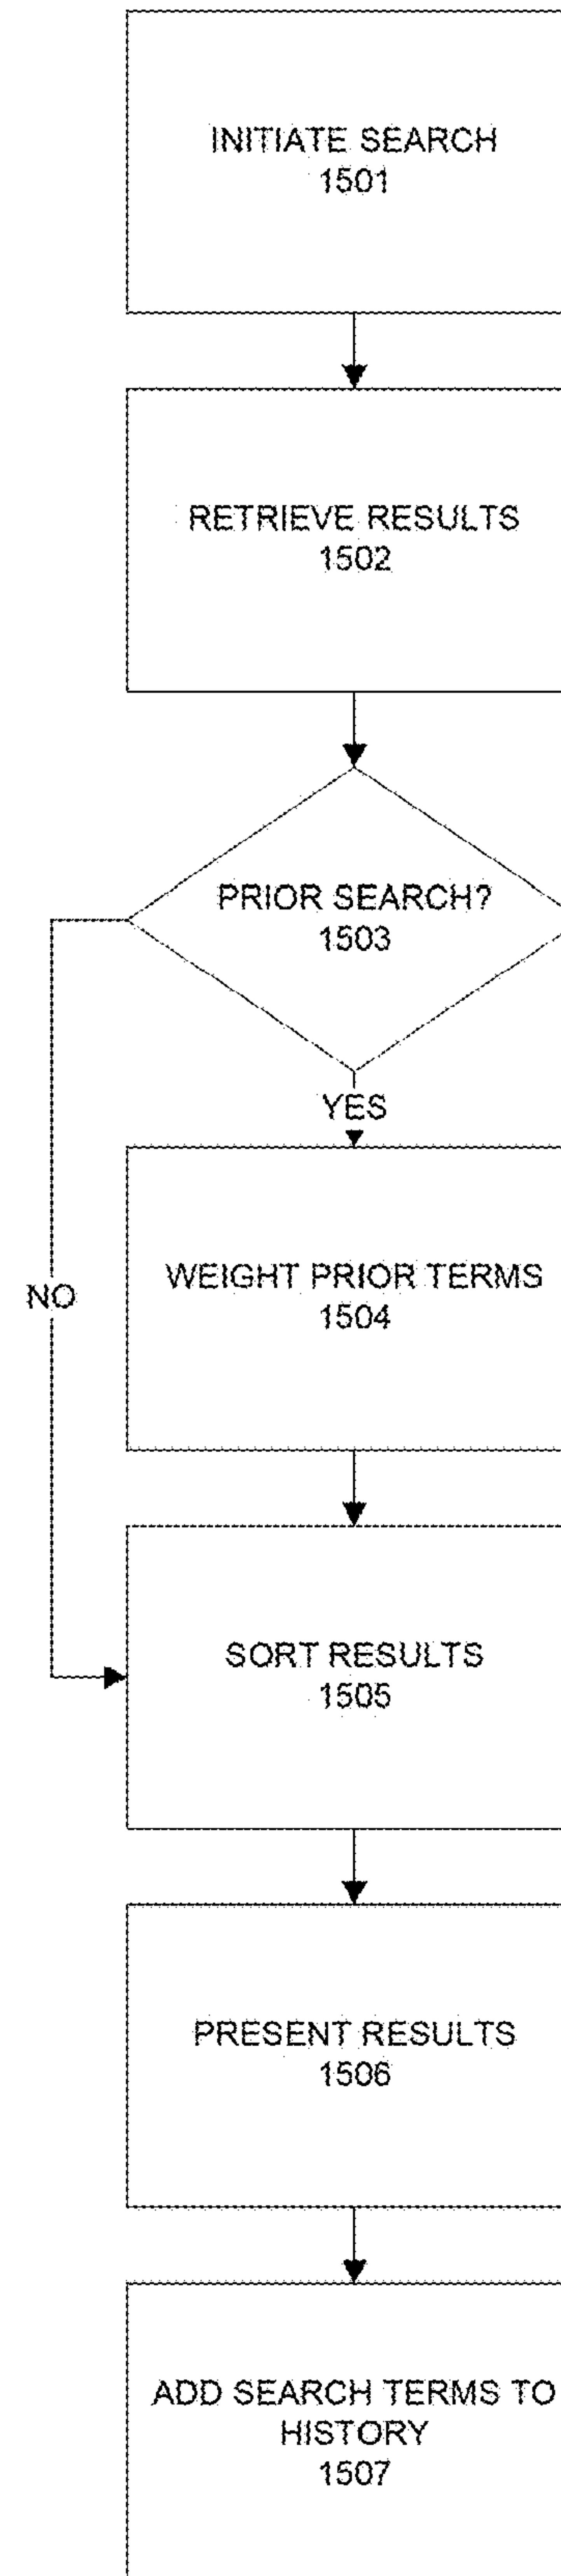 INITIATE SEARCH
1501
RETRIEVE RESULTS
1502
PRIOR SEARCH?
1503
YES
WEIGHT PRIOR TERMS
1504
NO
SORT RESULTS
1505
PRESENT RESULTS
1506
ADD SEARCH TERMS TO
HISTORY
1507